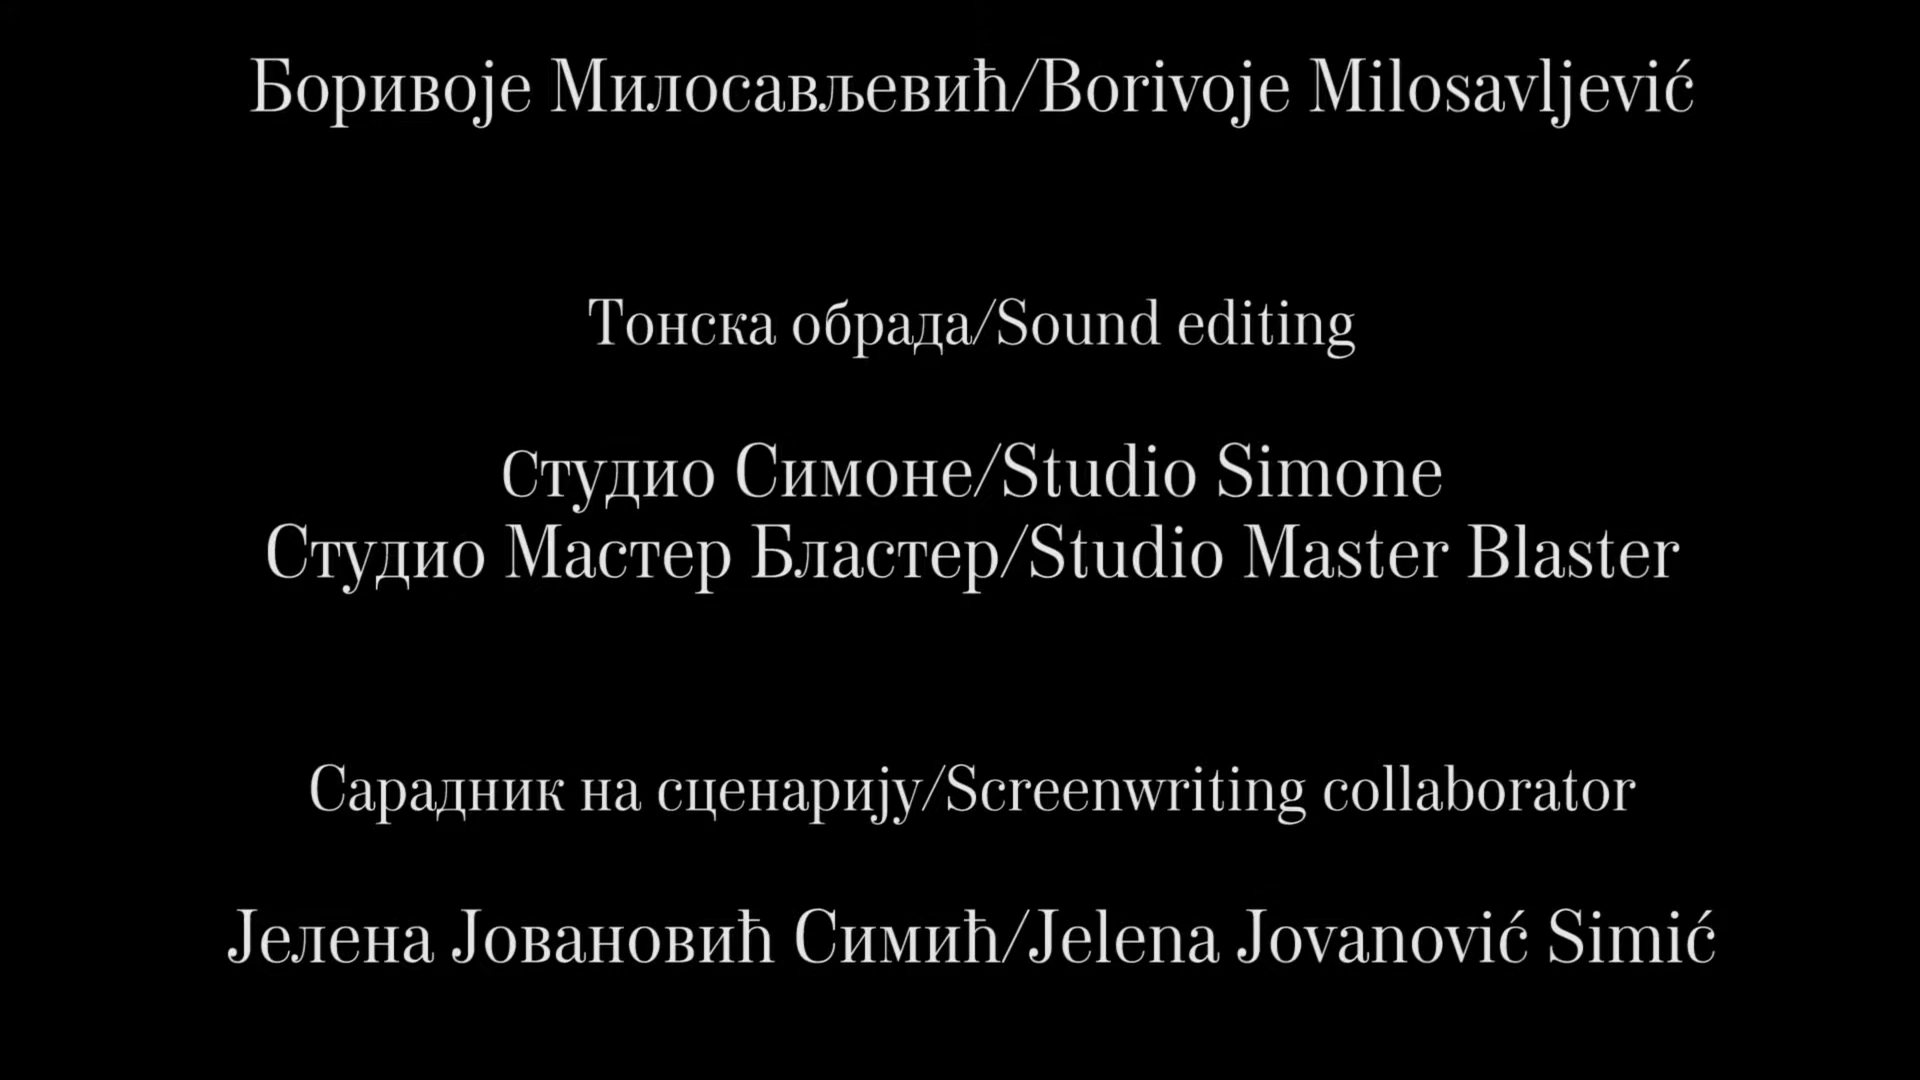 Боривоје Милосављевић/Borivoje Milosavljević
Тонска обрада/Sound editing
Студио Симоне/Studio Simone
Студио Мастер Бластер/Studio Master Blaster
Сарадник на сценарију/Screenwriting collaborator
Јелена Јовановић Симић/Jelena Jovanović Simić